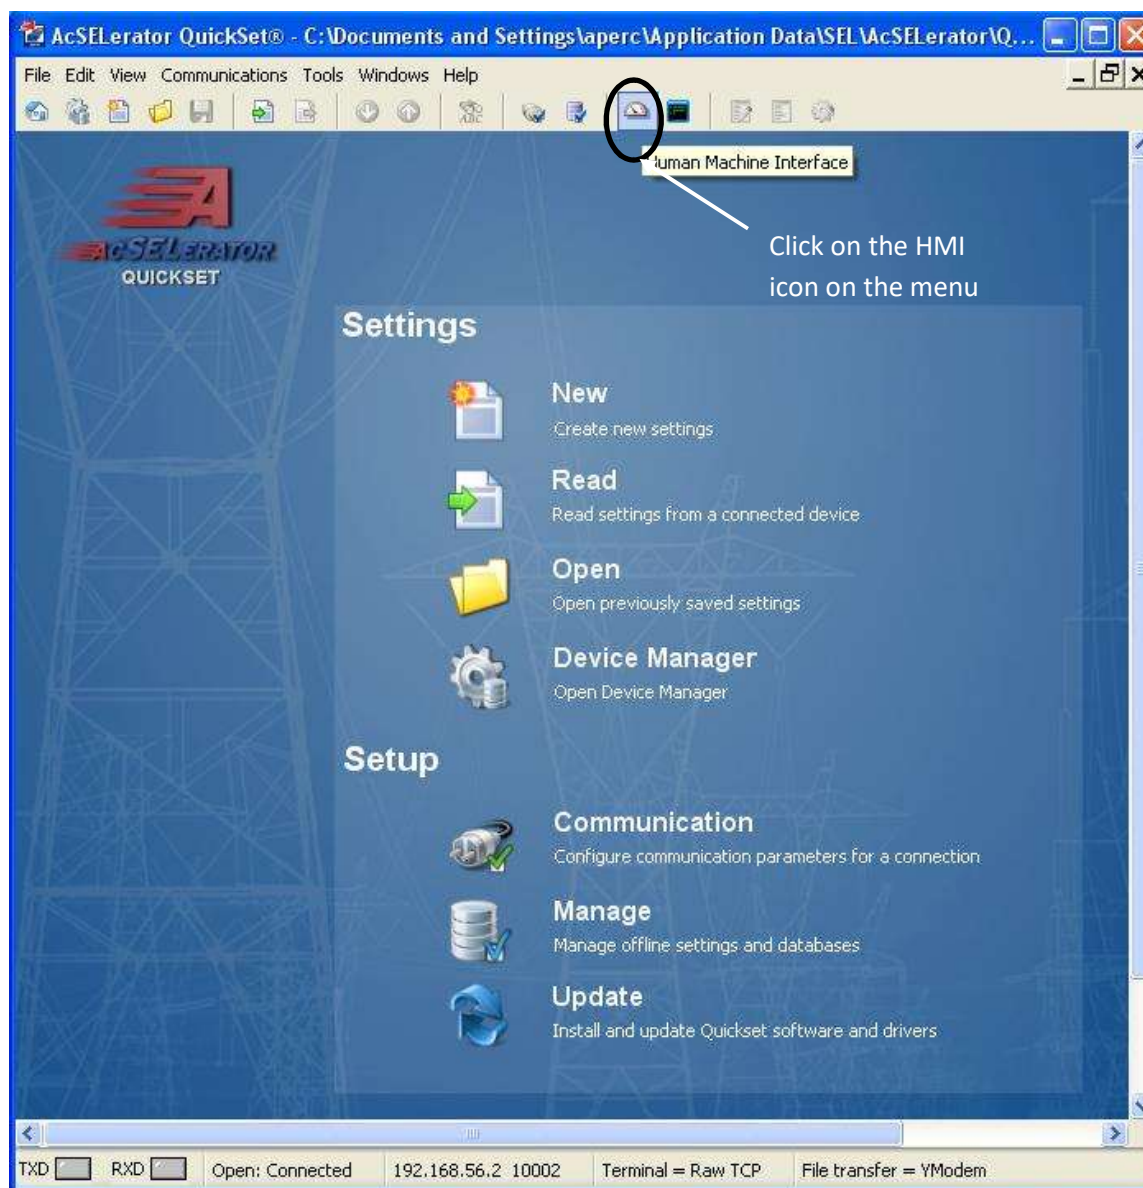 AcSELerator QuickSet® - C:\Documents and Settings\aperc\Application Data\SEL\AcSELerator\Q...
File Edit View Communications Tools Windows Help
Human Machine Interface
ACSELERATOR
QUICKSET
Click on the HMI
icon on the menu
Settings
New
Create new settings
Read
Read settings from a connected device
Open
Open previously saved settings
Device Manager
Open Device Manager
Setup
Communication
Configure communication parameters for a connection
Manage
Manage offline settings and databases
Update
Install and update Quickset software and drivers
TXD RXD Open: Connected 192.168.56.2 10002 Terminal = Raw TCP File transfer = YModem